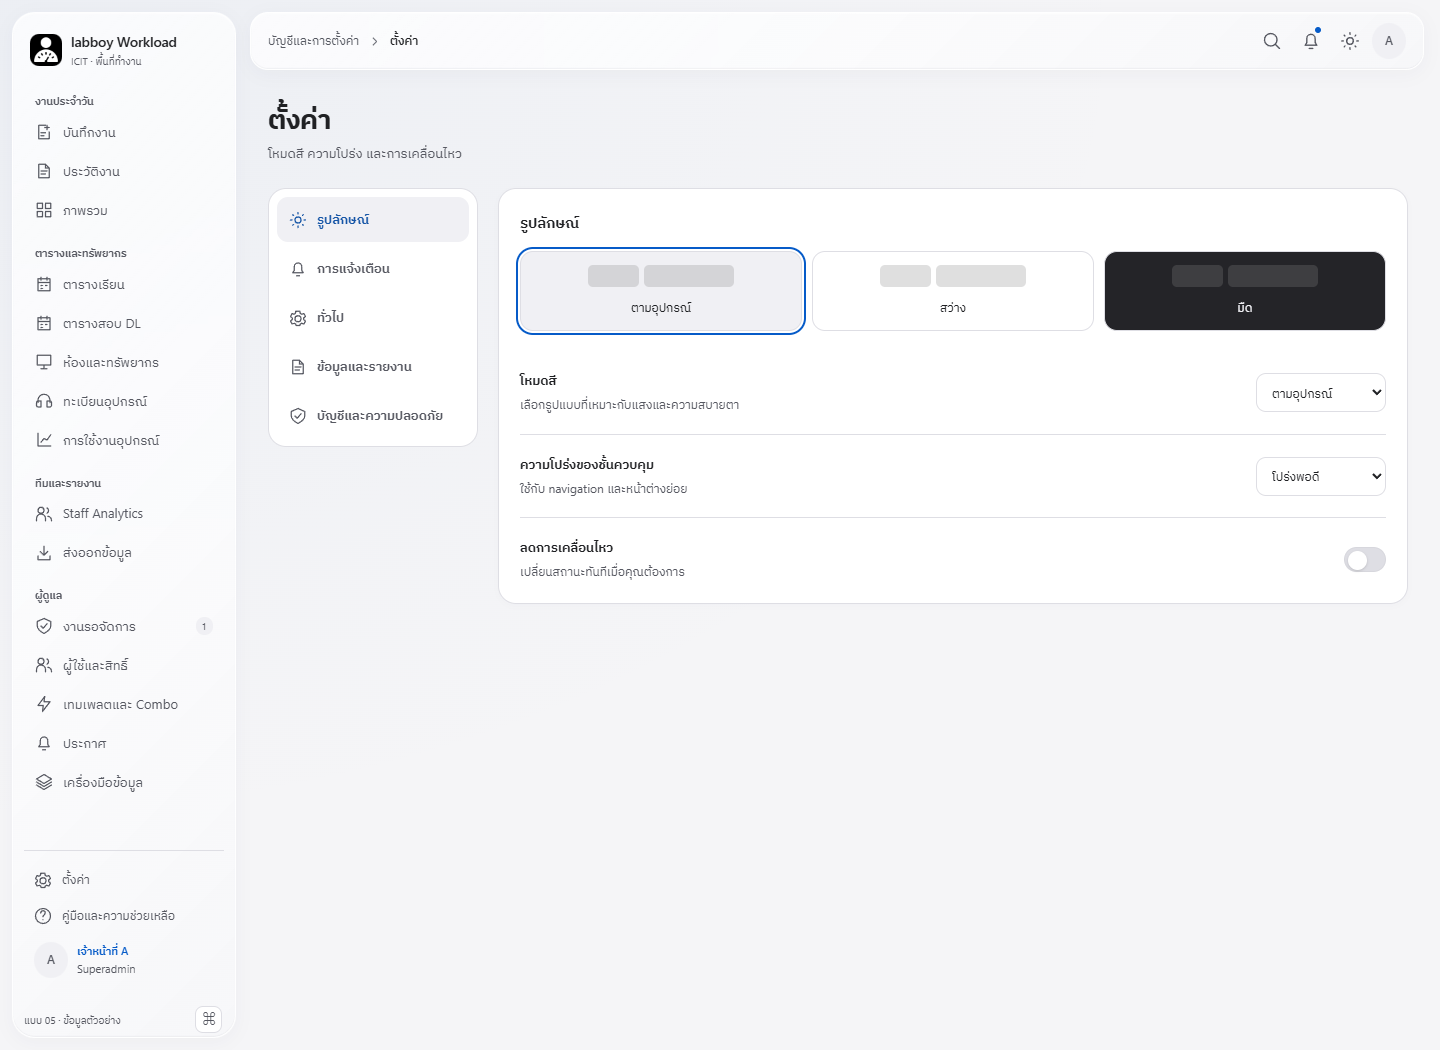 labboy Workload
ICIT · พื้นที่ทำงาน
งานประจำวัน
บันทึกงาน
ประวัติงาน
ภาพรวม
ตารางและทรัพยากร
ตารางเรียน
ตารางสอบ DL
ห้องและทรัพยากร
ทะเบียนอุปกรณ์
การใช้งานอุปกรณ์
ทีมและรายงาน
Staff Analytics
ส่งออกข้อมูล
ผู้ดูแล
งานรอจัดการ 1
ผู้ใช้และสิทธิ์
เทมเพลตและ Combo
ประกาศ
เครื่องมือข้อมูล
ตั้งค่า
คู่มือและความช่วยเหลือ
A
เจ้าหน้าที่ A
Superadmin
แบบ 05 · ข้อมูลตัวอย่าง
บัญชีและการตั้งค่า > ตั้งค่า
A
ตั้งค่า
โหมดสี ความโปร่ง และการเคลื่อนไหว
รูปลักษณ์
การแจ้งเตือน
ทั่วไป
ข้อมูลและรายงาน
บัญชีและความปลอดภัย
รูปลักษณ์
ตามอุปกรณ์
สว่าง
มืด
โหมดสี
เลือกรูปแบบที่เหมาะกับแสงและความสบายตา
ตามอุปกรณ์
ความโปร่งของชั้นควบคุม
ใช้กับ navigation และหน้าต่างย่อย
โปร่งพอดี
ลดการเคลื่อนไหว
เปลี่ยนสถานะทันทีเมื่อคุณต้องการ